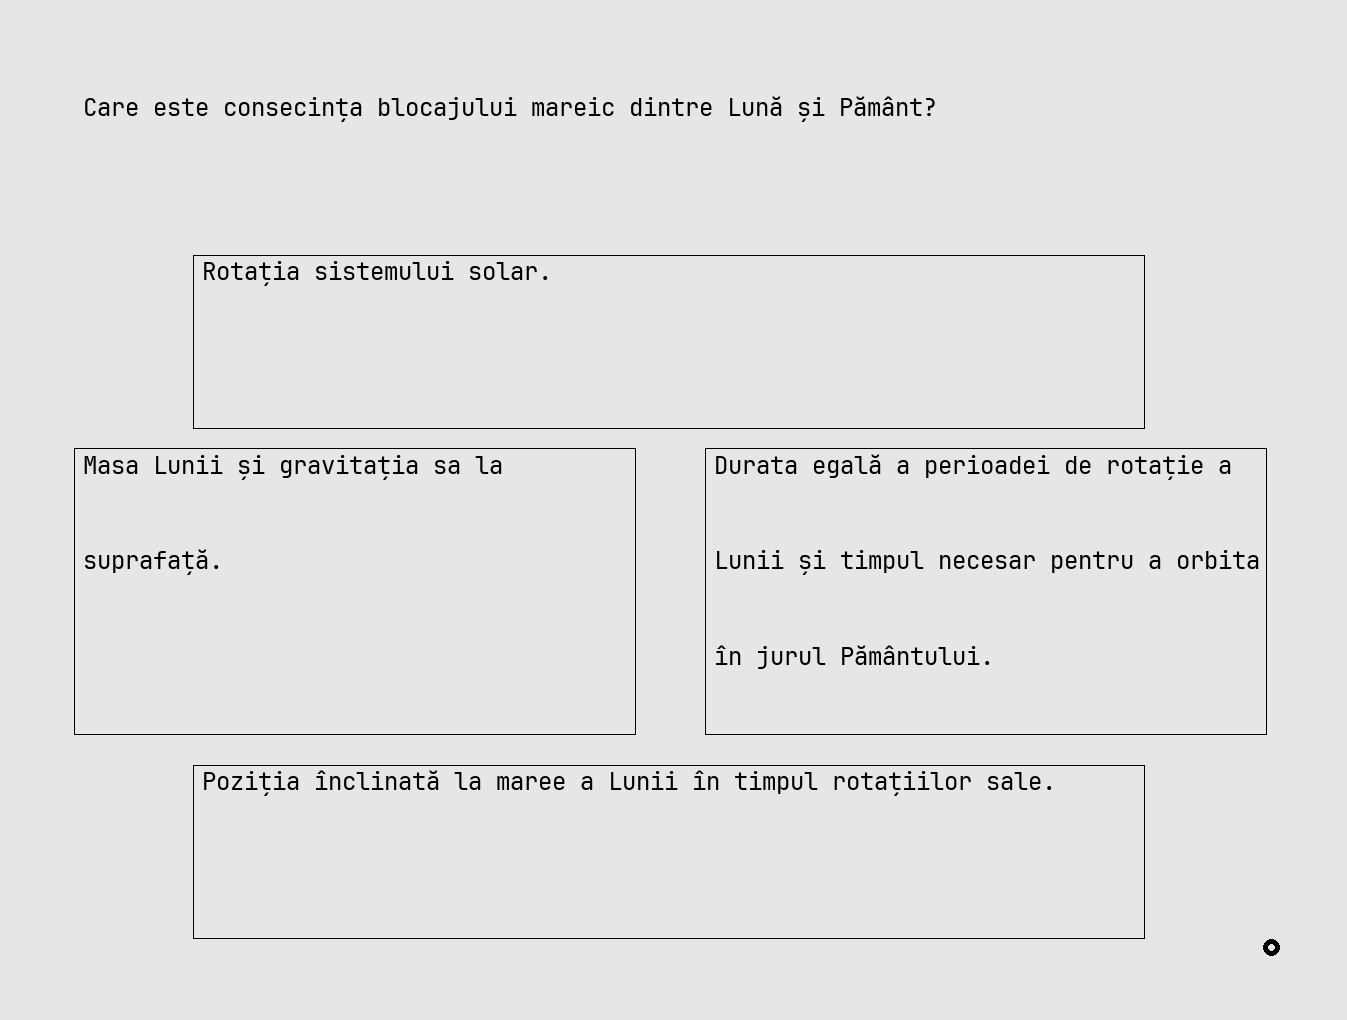 Care este consecința blocajului mareic dintre Lună și Pământ?
Rotația sistemului solar.
Masa Lunii și gravitația sa la
suprafață.
Durata egală a perioadei de rotație a
Lunii și timpul necesar pentru a orbita
în jurul Pământului.
Poziția înclinată la maree a Lunii în timpul rotațiilor sale.